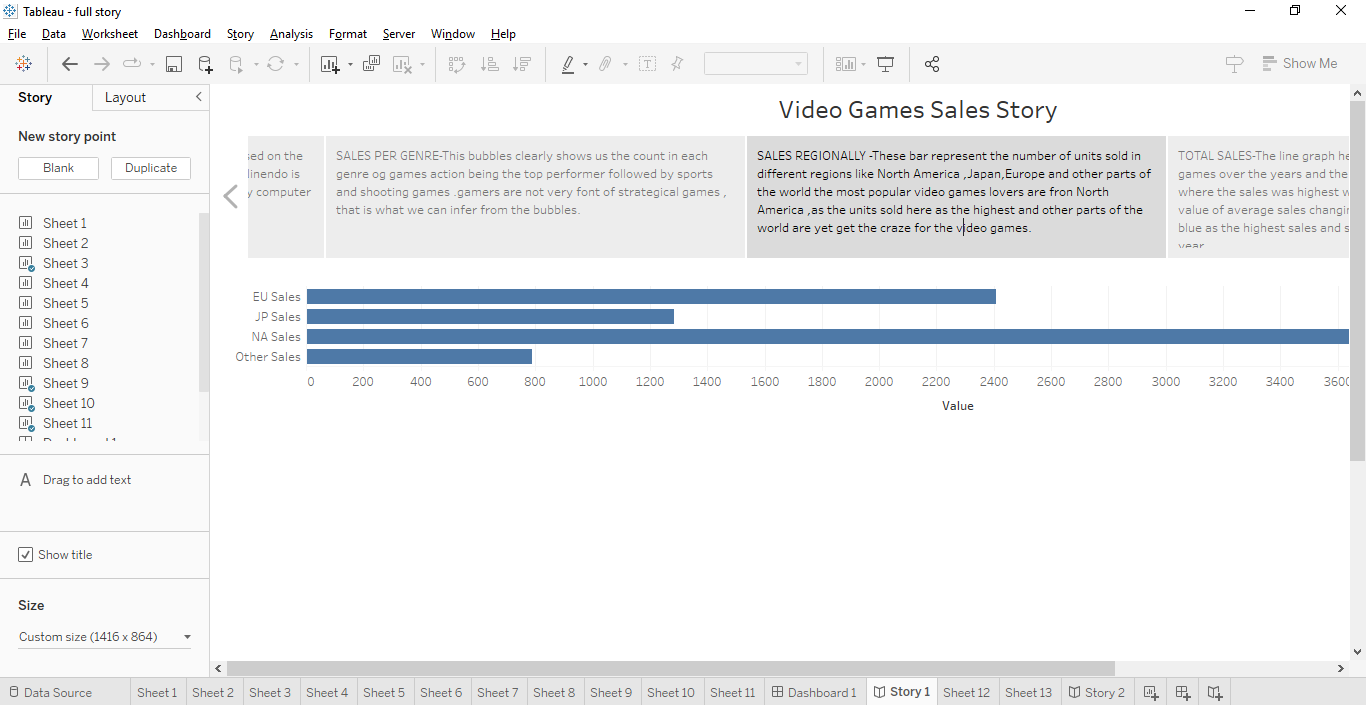 Tableau - full story
File Data Worksheet Dashboard Story Analysis Format Server Window Help
Show Me
Story Layout
New story point
Blank Duplicate
Sheet 1
Sheet 2
Sheet 3
Sheet 4
Sheet 5
Sheet 6
Sheet 7
Sheet 8
Sheet 9
Sheet 10
Sheet 11
A Drag to add text
Show title
Size
Custom size (1416 x 864)
Video Games Sales Story
sed on the
linendo is
y computer
SALES PER GENRE-This bubbles clearly shows us the count in each
genre og games action being the top performer followed by sports
and shooting games .gamers are not very font of strategical games ,
that is what we can infer from the bubbles.
SALES REGIONALLY -These bar represent the number of units sold in
different regions like North America ,Japan,Europe and other parts of
the world the most popular video games lovers are fron North
America ,as the units sold here as the highest and other parts of the
world are yet get the craze for the video games.
TOTAL SALES-The line graph he
games over the years and the
where the sales was highest w
value of average sales changin
blue as the highest sales and s
year
EU Sales
JP Sales
NA Sales
Other Sales
0 200 400 600 800 1000 1200 1400 1600 1800 2000 2200 2400 2600 2800 3000 3200 3400 3600
Value
Data Source Sheet 1 Sheet 2 Sheet 3 Sheet 4 Sheet 5 Sheet 6 Sheet 7 Sheet 8 Sheet 9 Sheet 10 Sheet 11 Dashboard 1 Story 1 Sheet 12 Sheet 13 Story 2